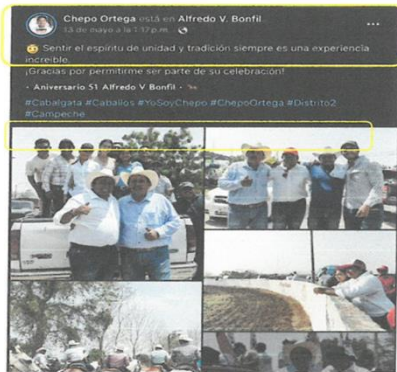 Chepo Ortega está en Alfredo V. Bonfil.
13 de mayo a la 1:17 p.m. ·
Sentir el espíritu de unidad y tradición siempre es una experiencia
increíble.
¡Gracias por permitirme ser parte de su celebración!
- Aniversario 51 Alfredo V Bonfil -
#Cabalgata #Caballos #YoSoyChepo #ChepoOrtega #Distrito2
#Campeche